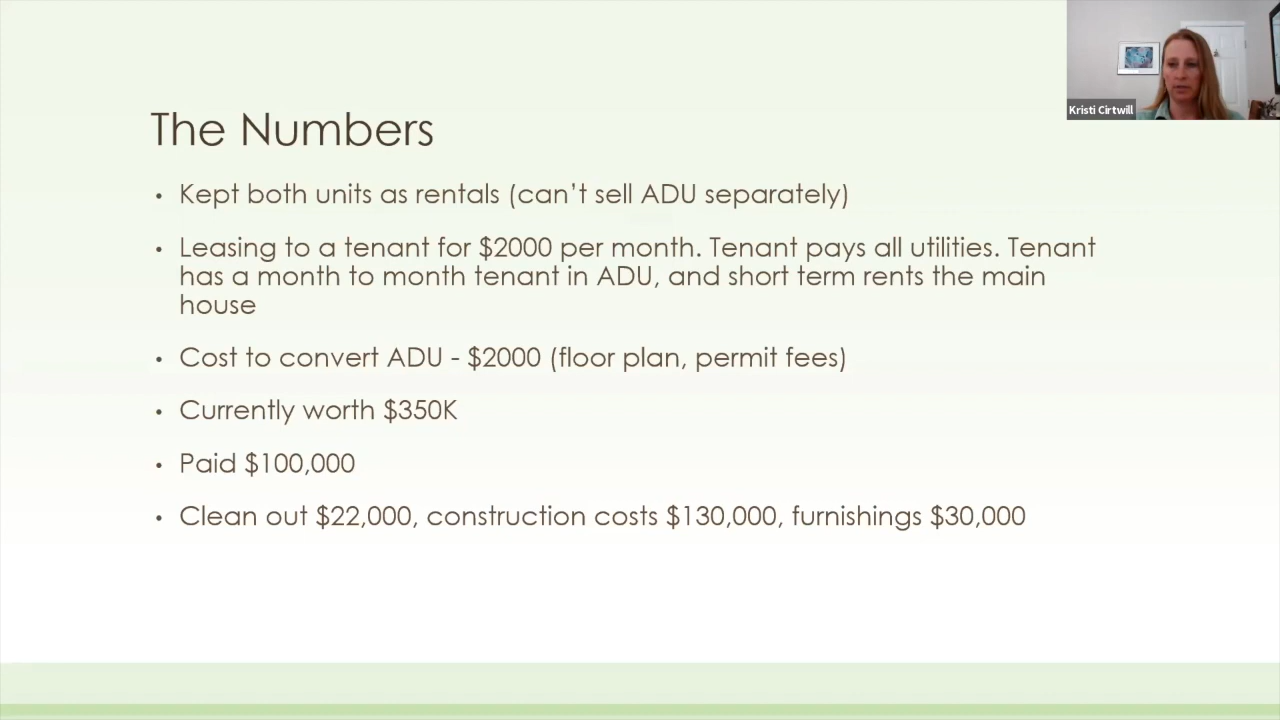 Kristi Cirtwill
The Numbers
• Kept both units as rentals (can’t sell ADU separately)
• Leasing to a tenant for $2000 per month. Tenant pays all utilities. Tenant
has a month to month tenant in ADU, and short term rents the main
house
• Cost to convert ADU - $2000 (floor plan, permit fees)
• Currently worth $350K
• Paid $100,000
• Clean out $22,000, construction costs $130,000, furnishings $30,000